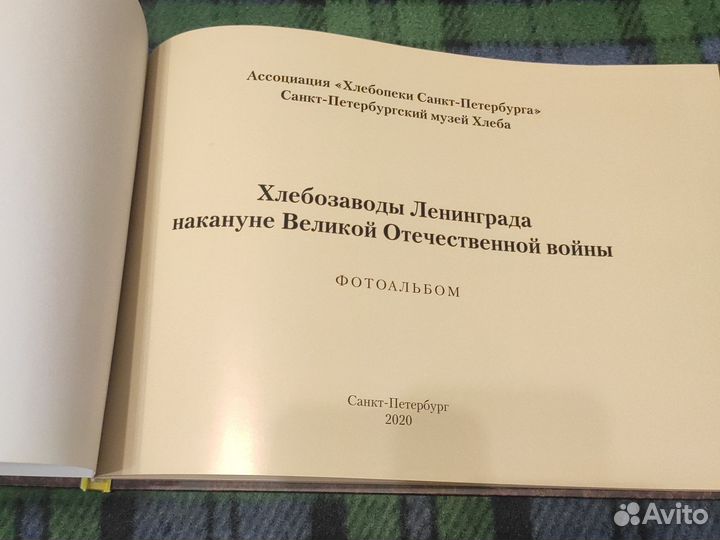 Ассоциация «Хлебопеки Санкт-Петербурга»
Санкт-Петербургский музей Хлеба
Хлебозаводы Ленинграда
накануне Великой Отечественной войны
ФОТОАЛЬБОМ
Санкт-Петербург
2020
Avito